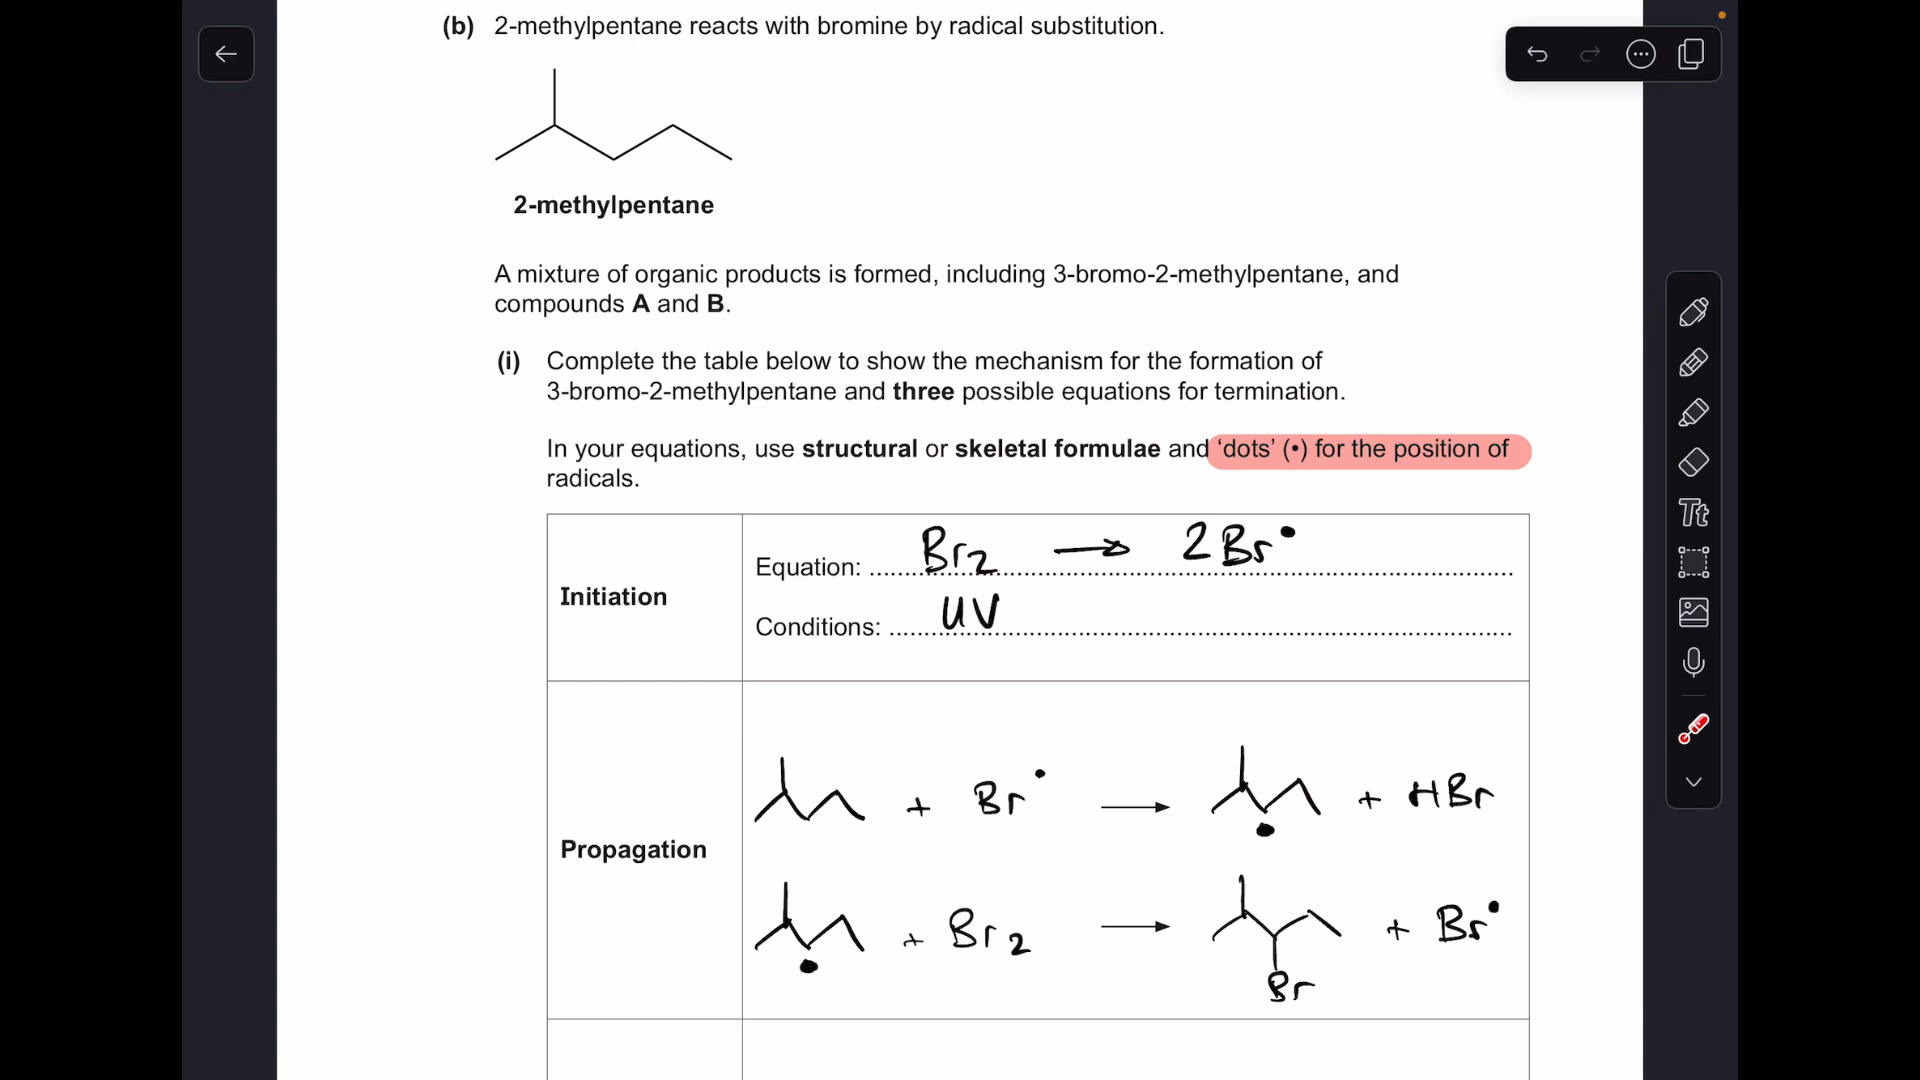 (b) 2-methylpentane reacts with bromine by radical substitution.
2-methylpentane
A mixture of organic products is formed, including 3-bromo-2-methylpentane, and
compounds A and B.
(i) Complete the table below to show the mechanism for the formation of
3-bromo-2-methylpentane and three possible equations for termination.
In your equations, use structural or skeletal formulae and ‘dots’ (•) for the position of
radicals.
Initiation
Equation: Br2 → 2Br•
Conditions: UV
Propagation
+ Br• → • + HBr
• + Br2 → Br + Br•
Tt